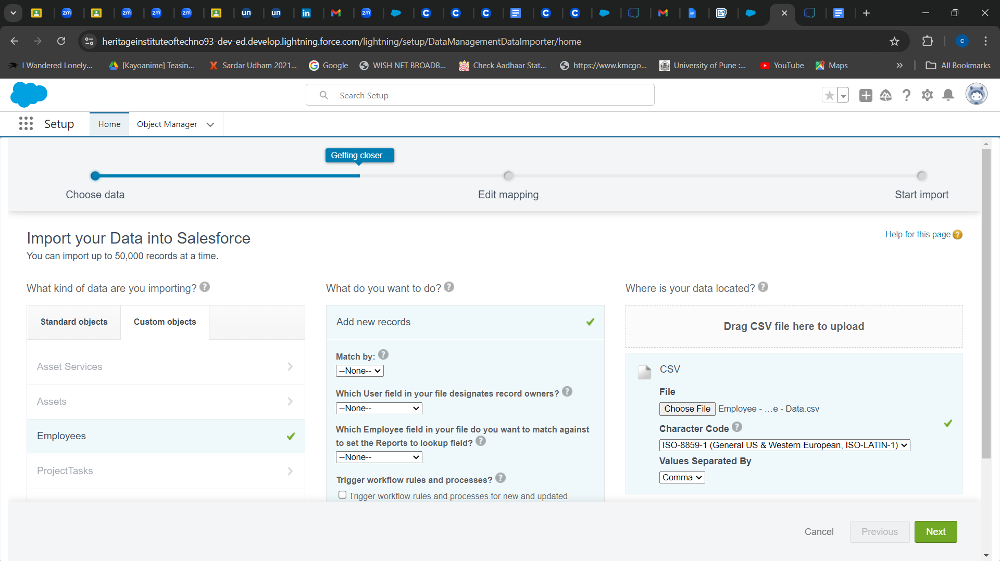 heritageinstituteoftechno93-dev-ed.develop.lightning.force.com/lightning/setup/DataManagementDataImporter/home
I Wandered Lonely...
[Kayoanime] Teasin...
Sardar Udham 2021...
Google
WISH NET BROADB...
Check Aadhaar Stat...
https://www.kmcgo...
University of Pune :...
YouTube
Maps
All Bookmarks
Search Setup
Setup
Home
Object Manager
Getting closer...
Choose data
Edit mapping
Start import
Import your Data into Salesforce
Help for this page
You can import up to 50,000 records at a time.
What kind of data are you importing?
Standard objects
Custom objects
Asset Services
Assets
Employees
ProjectTasks
What do you want to do?
Add new records
Match by:
--None--
Which User field in your file designates record owners?
--None--
Which Employee field in your file do you want to match against
to set the Reports to lookup field?
--None--
Trigger workflow rules and processes?
Trigger workflow rules and processes for new and updated
Where is your data located?
Drag CSV file here to upload
CSV
File
Choose File Employee - ...e - Data.csv
Character Code
ISO-8859-1 (General US & Western European, ISO-LATIN-1)
Values Separated By
Comma
Cancel
Previous
Next